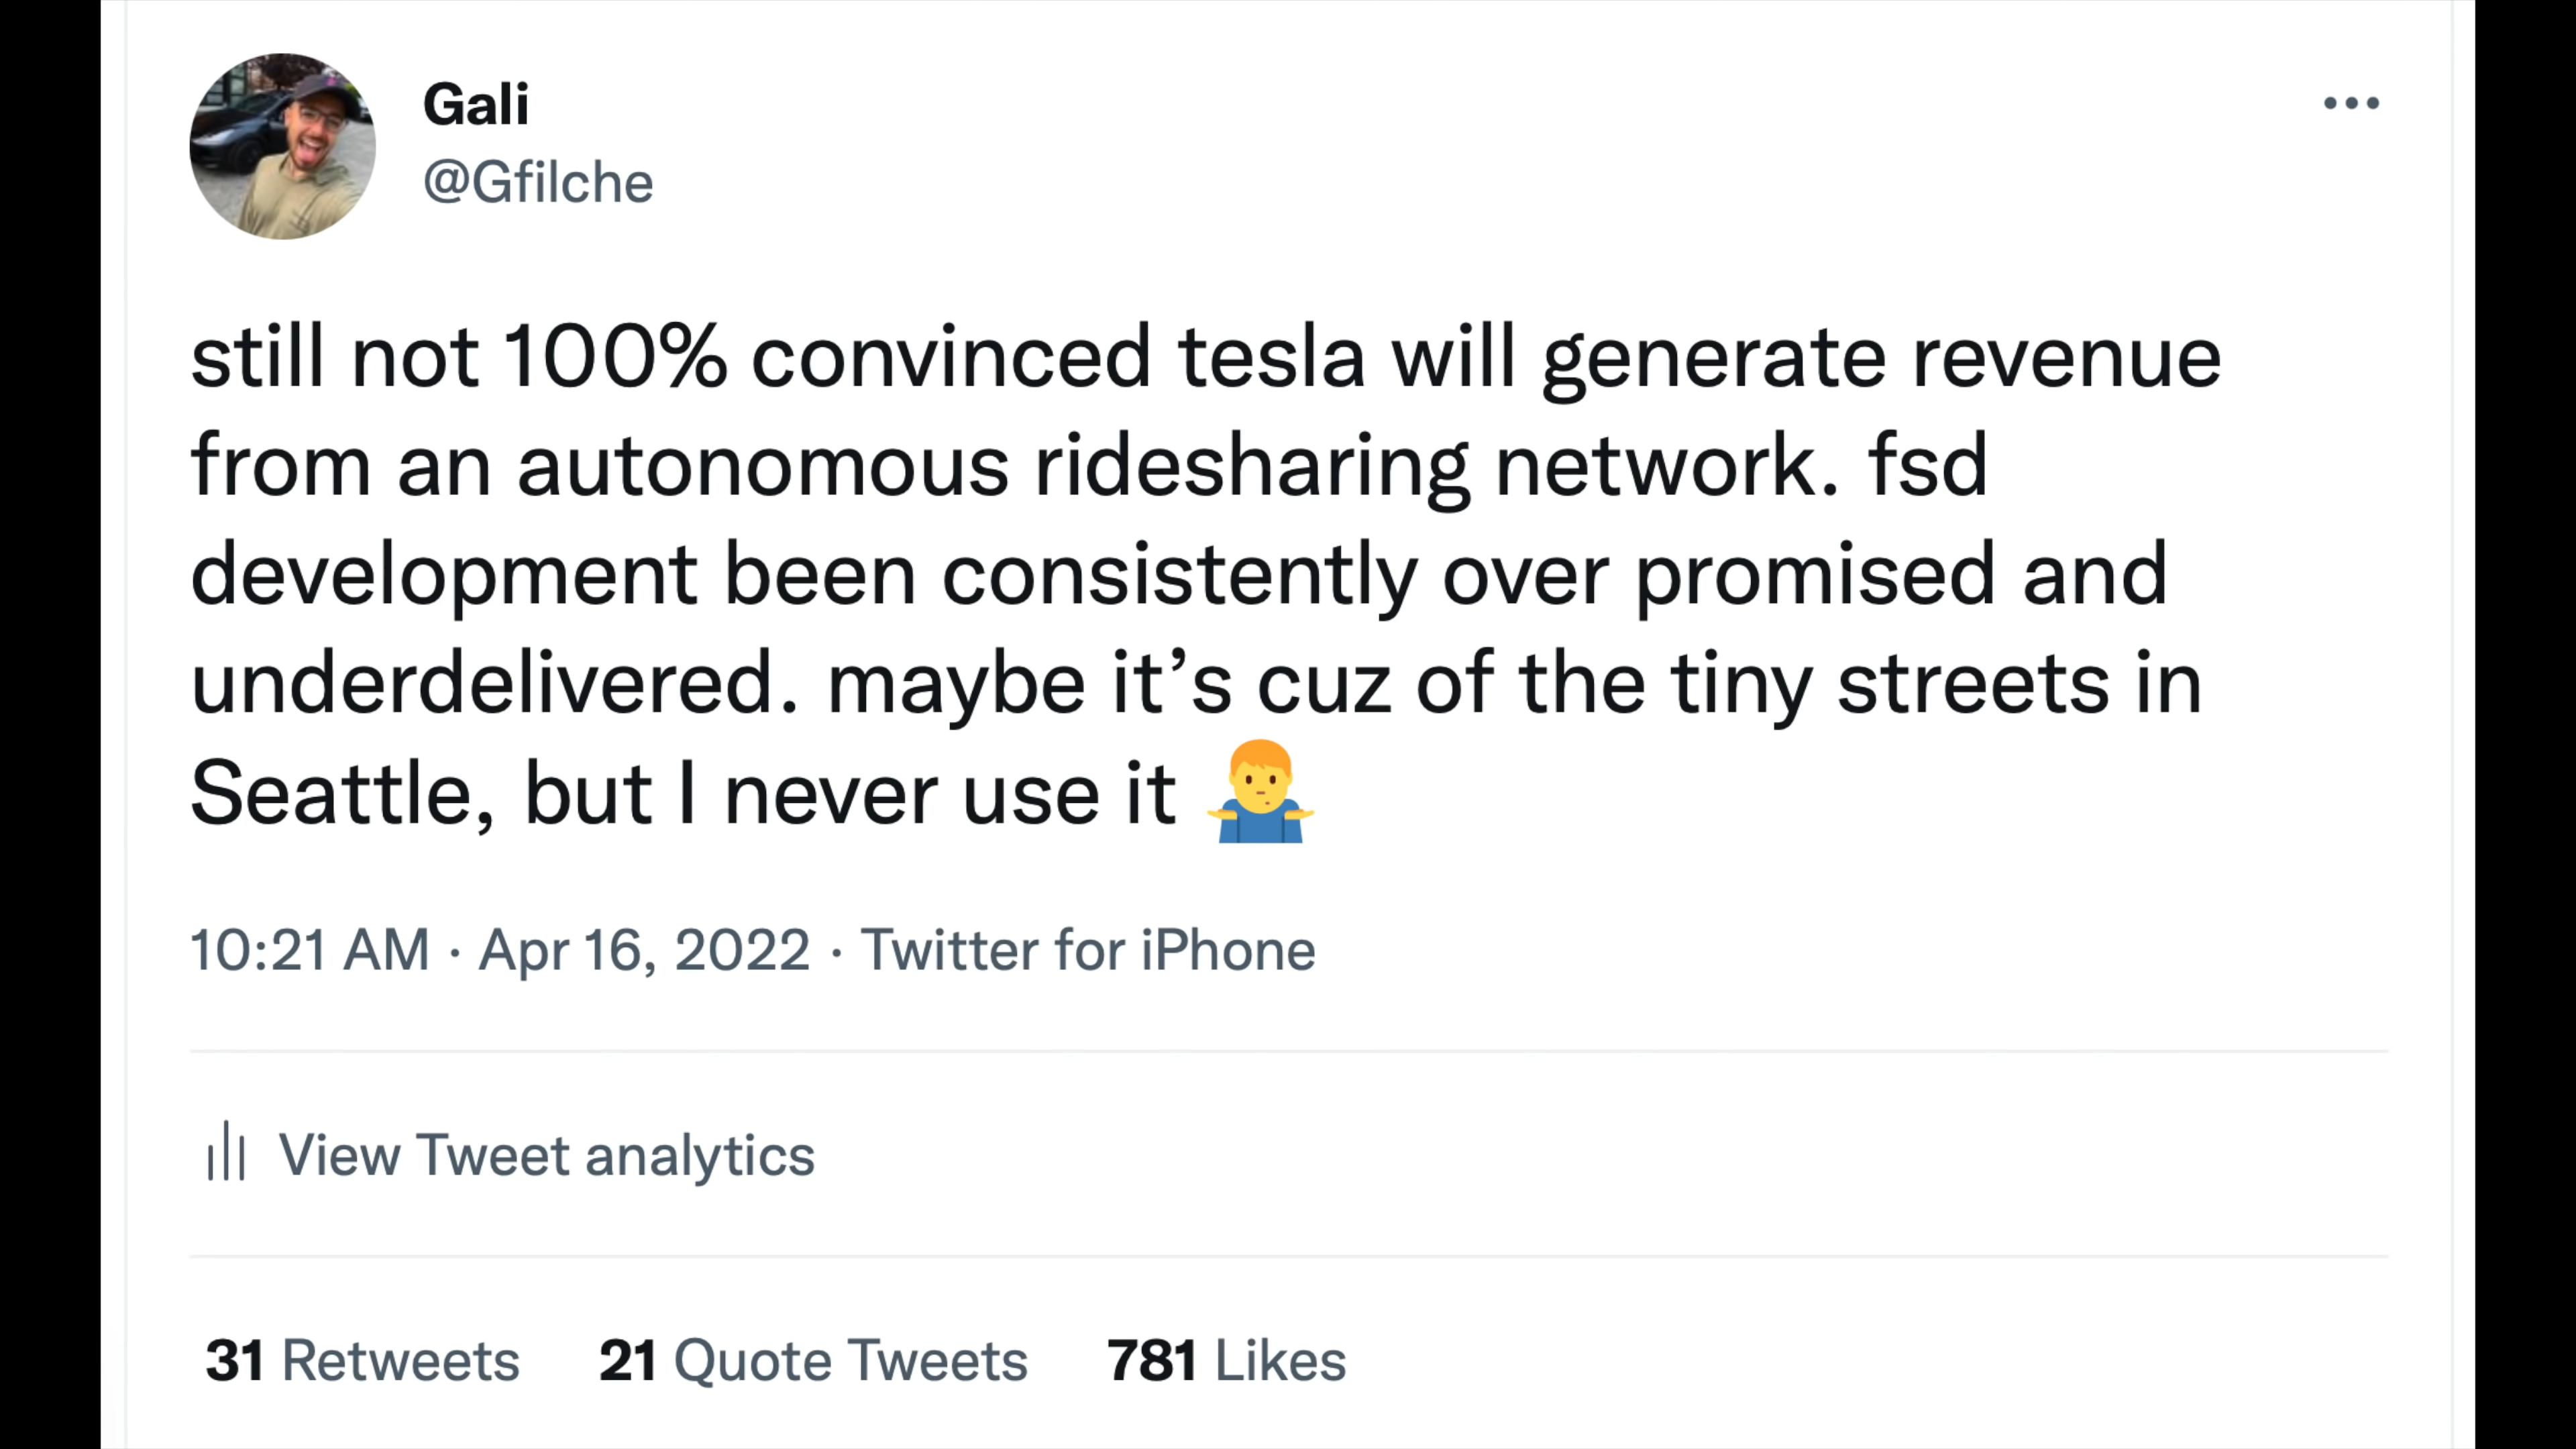 Gali
@Gfilche
still not 100% convinced tesla will generate revenue
from an autonomous ridesharing network. fsd
development been consistently over promised and
underdelivered. maybe it’s cuz of the tiny streets in
Seattle, but I never use it 🤷‍♂️
10:21 AM · Apr 16, 2022 · Twitter for iPhone
View Tweet analytics
31 Retweets 21 Quote Tweets 781 Likes